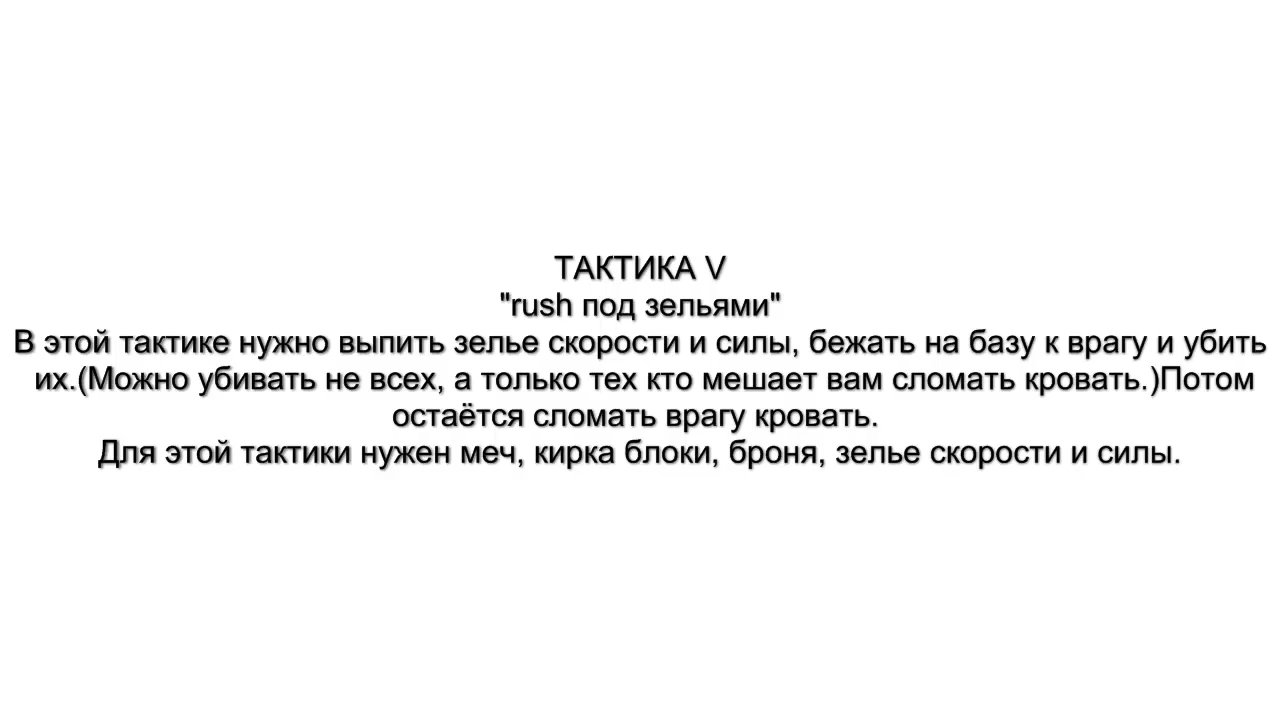 ТАКТИКА V
"rush под зельями"
В этой тактике нужно выпить зелье скорости и силы, бежать на базу к врагу и убить
их.(Можно убивать не всех, а только тех кто мешает вам сломать кровать.)Потом
остаётся сломать врагу кровать.
Для этой тактики нужен меч, кирка блоки, броня, зелье скорости и силы.